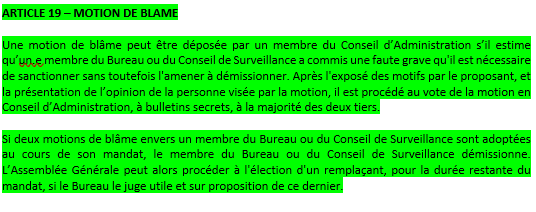 ARTICLE 19 – MOTION DE BLAME
Une motion de blâme peut être déposée par un membre du Conseil d’Administration s’il estime
qu’un.e membre du Bureau ou du Conseil de Surveillance a commis une faute grave qu'il est nécessaire
de sanctionner sans toutefois l'amener à démissionner. Après l'exposé des motifs par le proposant, et
la présentation de l’opinion de la personne visée par la motion, il est procédé au vote de la motion en
Conseil d’Administration, à bulletins secrets, à la majorité des deux tiers.
Si deux motions de blâme envers un membre du Bureau ou du Conseil de Surveillance sont adoptées
au cours de son mandat, le membre du Bureau ou du Conseil de Surveillance démissionne.
L’Assemblée Générale peut alors procéder à l'élection d'un remplaçant, pour la durée restante du
mandat, si le Bureau le juge utile et sur proposition de ce dernier.